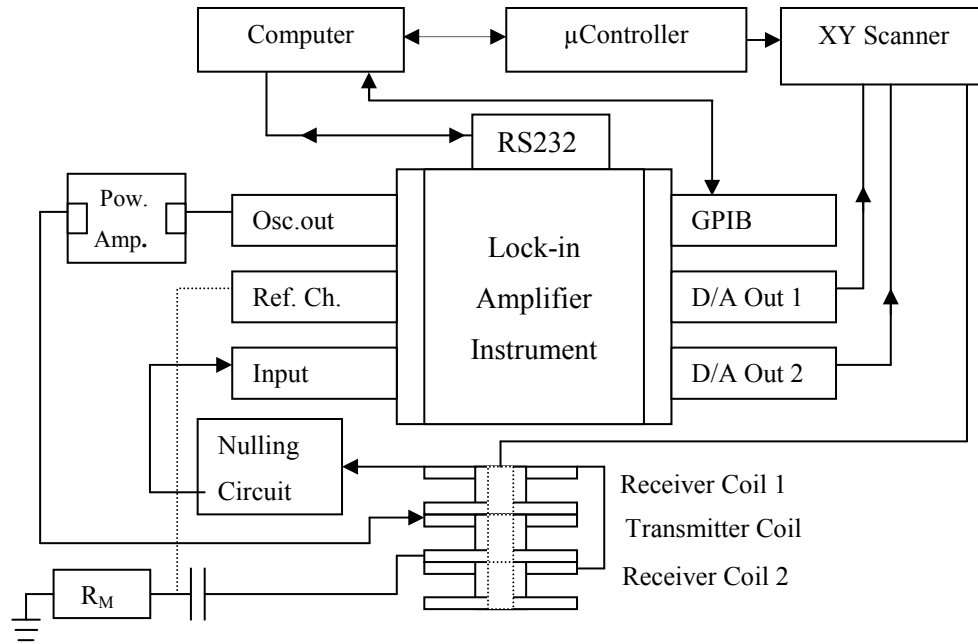 Computer
µController
XY Scanner
RS232
Pow.
Amp.
Osc.out
GPIB
Lock-in
Amplifier
Instrument
Ref. Ch.
D/A Out 1
Input
D/A Out 2
Nulling
Circuit
Receiver Coil 1
Transmitter Coil
Receiver Coil 2
RM